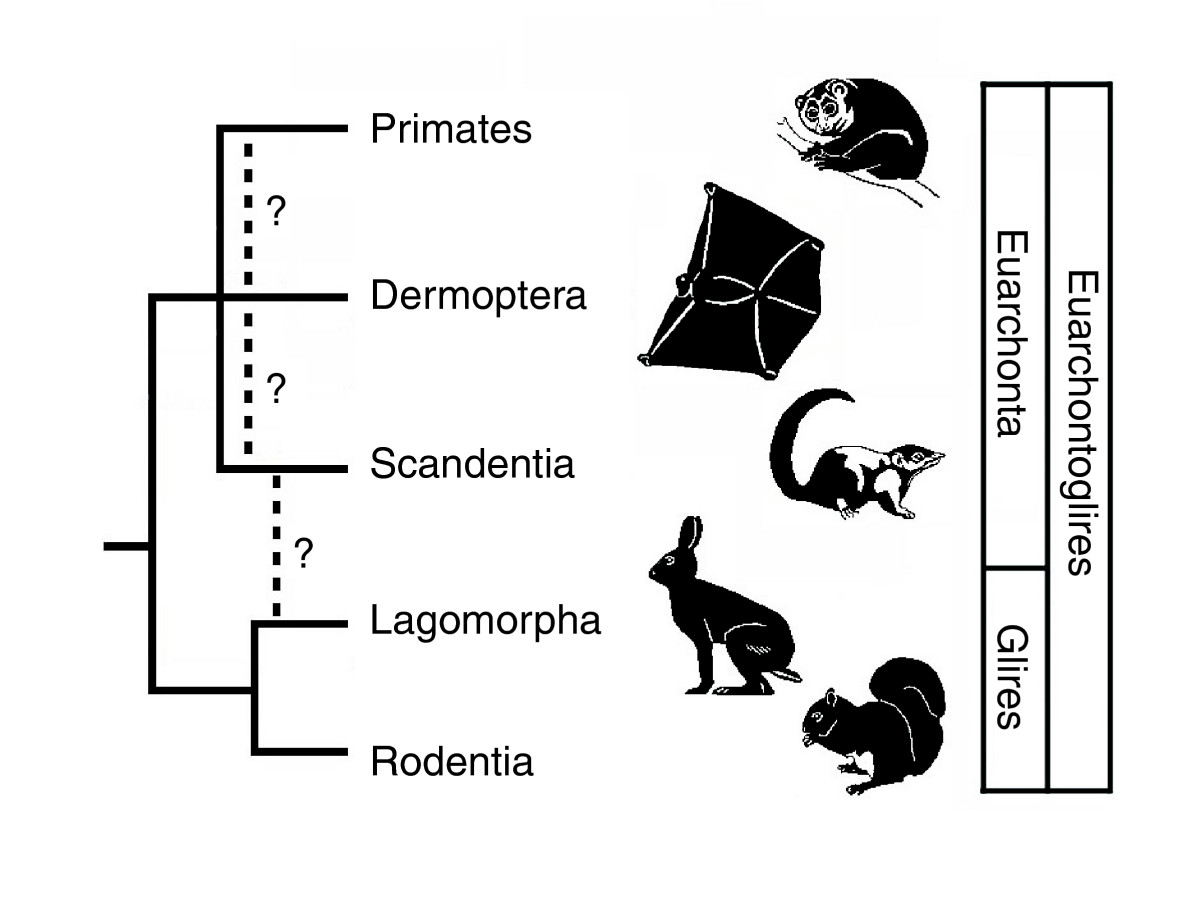 Primates
?
Dermoptera
?
Scandentia
?
Lagomorpha
Rodentia
Euarchonta
Glires
Euarchontoglires